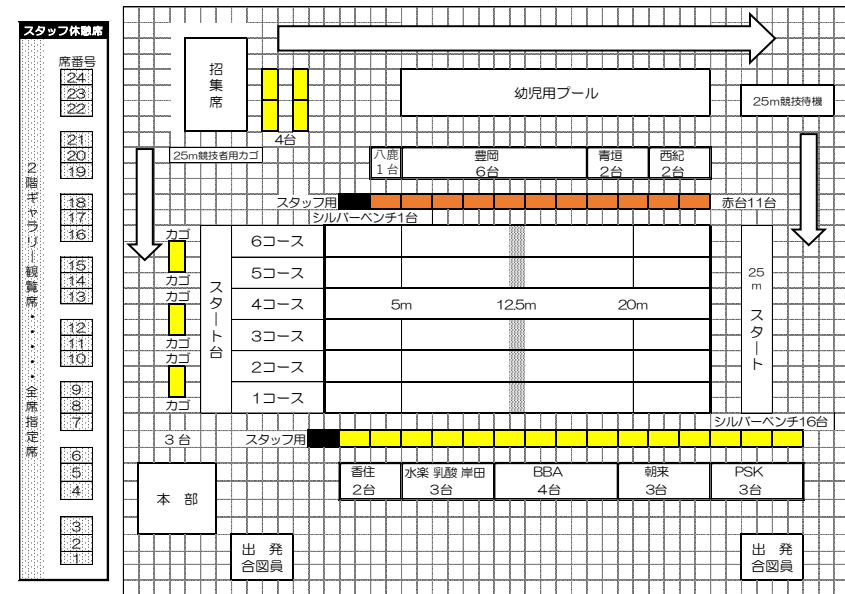 スタッフ休憩席
席番号
24
23
22
21
20
19
18
17
16
15
14
13
12
11
10
9
8
7
6
5
4
3
2
1
2階ギャラリー観覧席・・・・・全席指定席
招集席
4台
幼児用プール
25m競技待機
25m競技者用カゴ
八鹿
1台
豊岡
6台
青垣
2台
西紀
2台
スタッフ用
赤台11台
シルバーベンチ1台
カゴ
カゴ
カゴ
カゴ
カゴ
カゴ
スタート台
6コース
5コース
4コース
3コース
2コース
1コース
5m
12.5m
20m
25m スタート
シルバーベンチ16台
3台
スタッフ用
香住
2台
水楽 乳酸 岸田
3台
BBA
4台
朝来
3台
PSK
3台
本 部
出 発
合図員
出 発
合図員